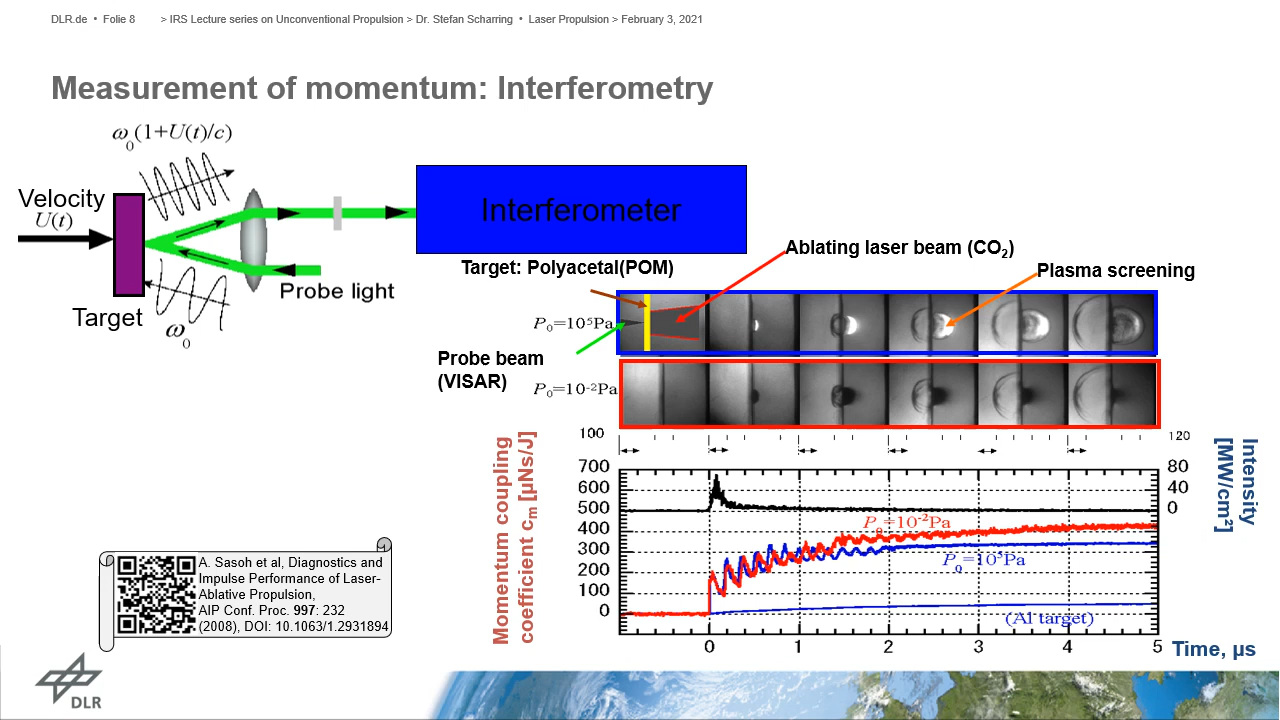 DLR.de • Folie 8 > IRS Lecture series on Unconventional Propulsion > Dr. Stefan Scharring • Laser Propulsion > February 3, 2021
Measurement of momentum: Interferometry
ω₀(1+U(t)/c)
Velocity
U(t)
Target
ω₀
Probe light
Interferometer
Target: Polyacetal(POM)
Ablating laser beam (CO₂)
Plasma screening
P₀=10⁵Pa
Probe beam
(VISAR)
P₀=10⁻²Pa
Momentum coupling
coefficient cₘ [µNs/J]
100
700
600
500
400
300
200
100
0
120
80
40
0
Intensity
[MW/cm²]
P₀=10⁻²Pa
P₀=10⁵Pa
(Al target)
0 1 2 3 4 5
Time, µs
A. Sasoh et al, Diagnostics and
Impulse Performance of Laser-
Ablative Propulsion,
AIP Conf. Proc. 997: 232
(2008), DOI: 10.1063/1.2931894
DLR